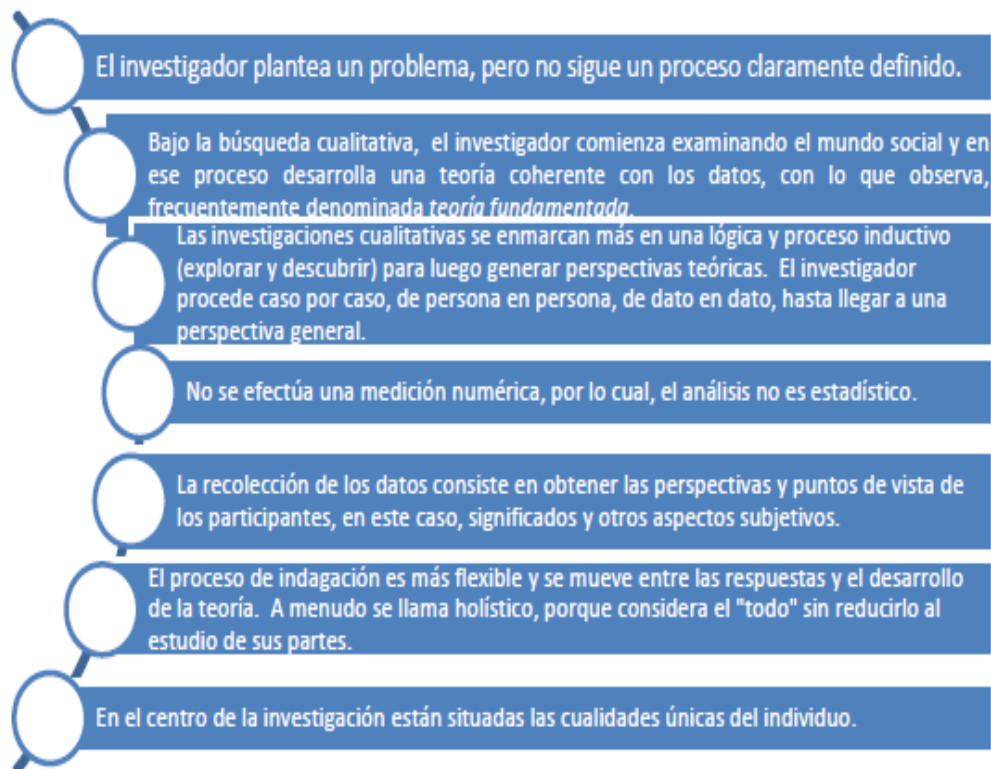 El investigador plantea un problema, pero no sigue un proceso claramente definido.
Bajo la búsqueda cualitativa, el investigador comienza examinando el mundo social y en
ese proceso desarrolla una teoría coherente con los datos, con lo que observa,
frecuentemente denominada teoría fundamentada.
Las investigaciones cualitativas se enmarcan más en una lógica y proceso inductivo
(explorar y descubrir) para luego generar perspectivas teóricas. El investigador
procede caso por caso, de persona en persona, de dato en dato, hasta llegar a una
perspectiva general.
No se efectúa una medición numérica, por lo cual, el análisis no es estadístico.
La recolección de los datos consiste en obtener las perspectivas y puntos de vista de
los participantes, en este caso, significados y otros aspectos subjetivos.
El proceso de indagación es más flexible y se mueve entre las respuestas y el desarrollo
de la teoría. A menudo se llama holístico, porque considera el "todo" sin reducirlo al
estudio de sus partes.
En el centro de la investigación están situadas las cualidades únicas del individuo.